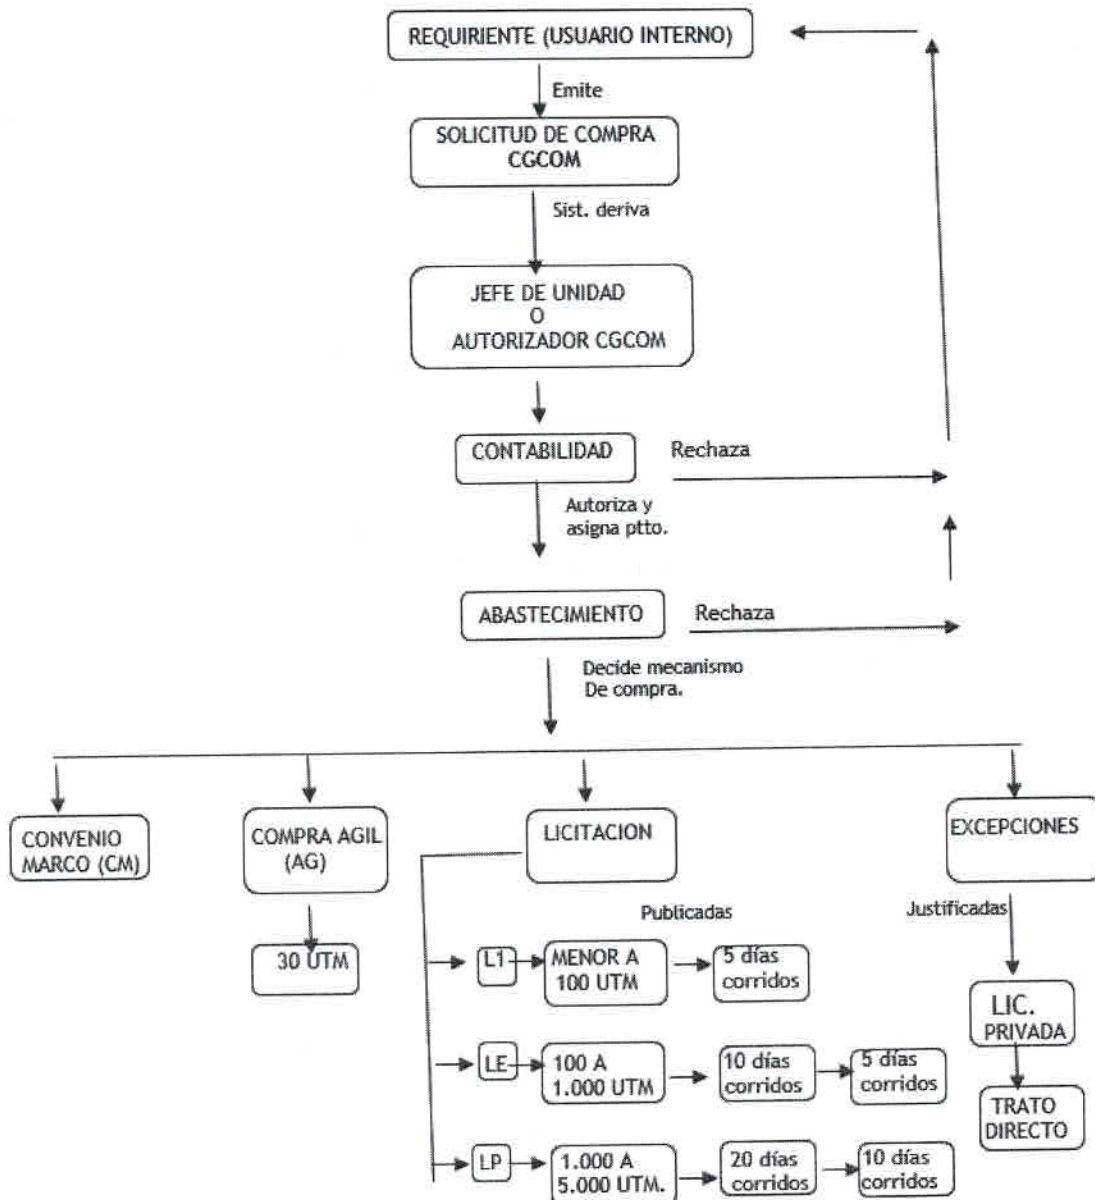 REQUIRIENTE (USUARIO INTERNO)
Emite
SOLICITUD DE COMPRA
CGCOM
Sist. deriva
JEFE DE UNIDAD
O
AUTORIZADOR CGCOM
CONTABILIDAD
Rechaza
Autoriza y
asigna ptto.
ABASTECIMIENTO
Rechaza
Decide mecanismo
De compra.
CONVENIO
MARCO (CM)
COMPRA AGIL
(AG)
30 UTM
LICITACION
EXCEPCIONES
Publicadas
Justificadas
L1
MENOR A
100 UTM
5 días
corridos
LE
100 A
1.000 UTM
10 días
corridos
5 días
corridos
LP
1.000 A
5.000 UTM.
20 días
corridos
10 días
corridos
LIC.
PRIVADA
TRATO
DIRECTO